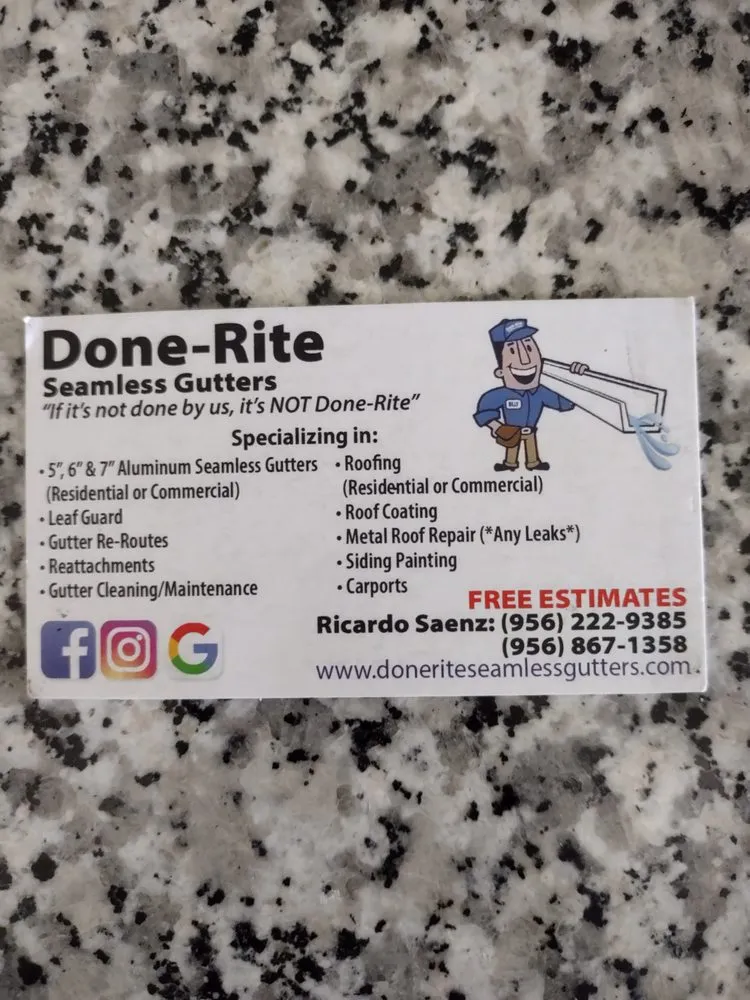 Done-Rite
Seamless Gutters
"If it's not done by us, it's NOT Done-Rite"
Specializing in:
• 5", 6" & 7" Aluminum Seamless Gutters
(Residential or Commercial)
• Leaf Guard
• Gutter Re-Routes
• Reattachments
• Gutter Cleaning/Maintenance
• Roofing
(Residential or Commercial)
• Roof Coating
• Metal Roof Repair (*Any Leaks*)
• Siding Painting
• Carports
FREE ESTIMATES
Ricardo Saenz: (956) 222-9385
(956) 867-1358
www.doneriteseamlessgutters.com